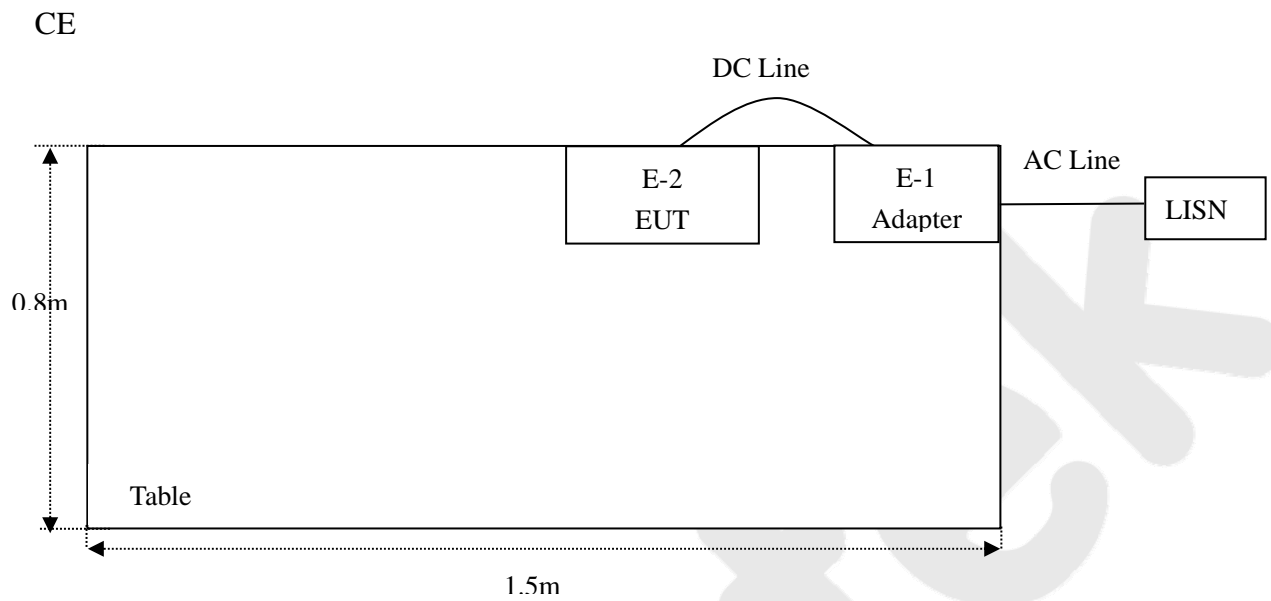 CE
DC Line
AC Line
E-2
EUT
E-1
Adapter
LISN
0.8m
Table
1.5m